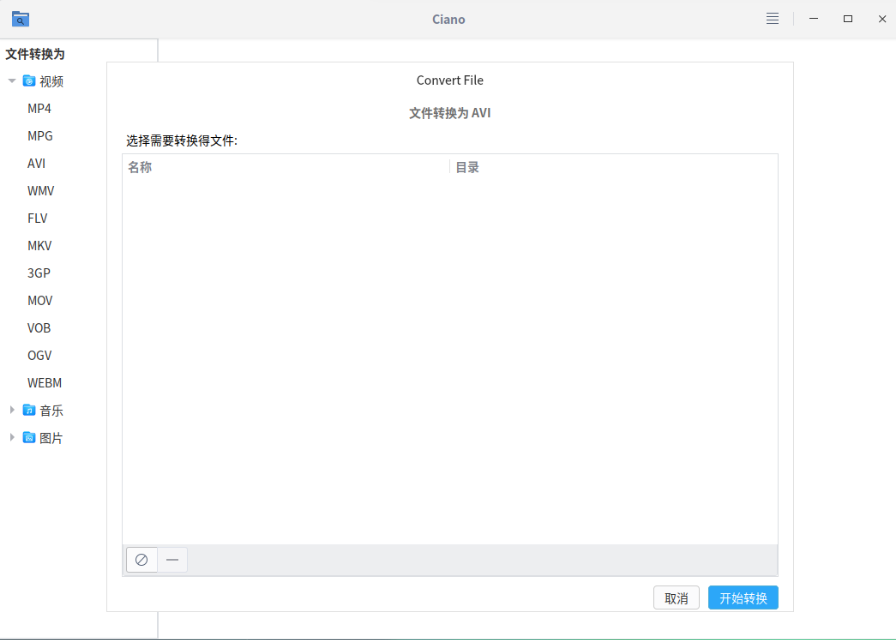 Ciano
文件转换为
视频
MP4
MPG
AVI
WMV
FLV
MKV
3GP
MOV
VOB
OGV
WEBM
音乐
图片
Convert File
文件转换为 AVI
选择需要转换得文件:
名称 目录
取消 开始转换